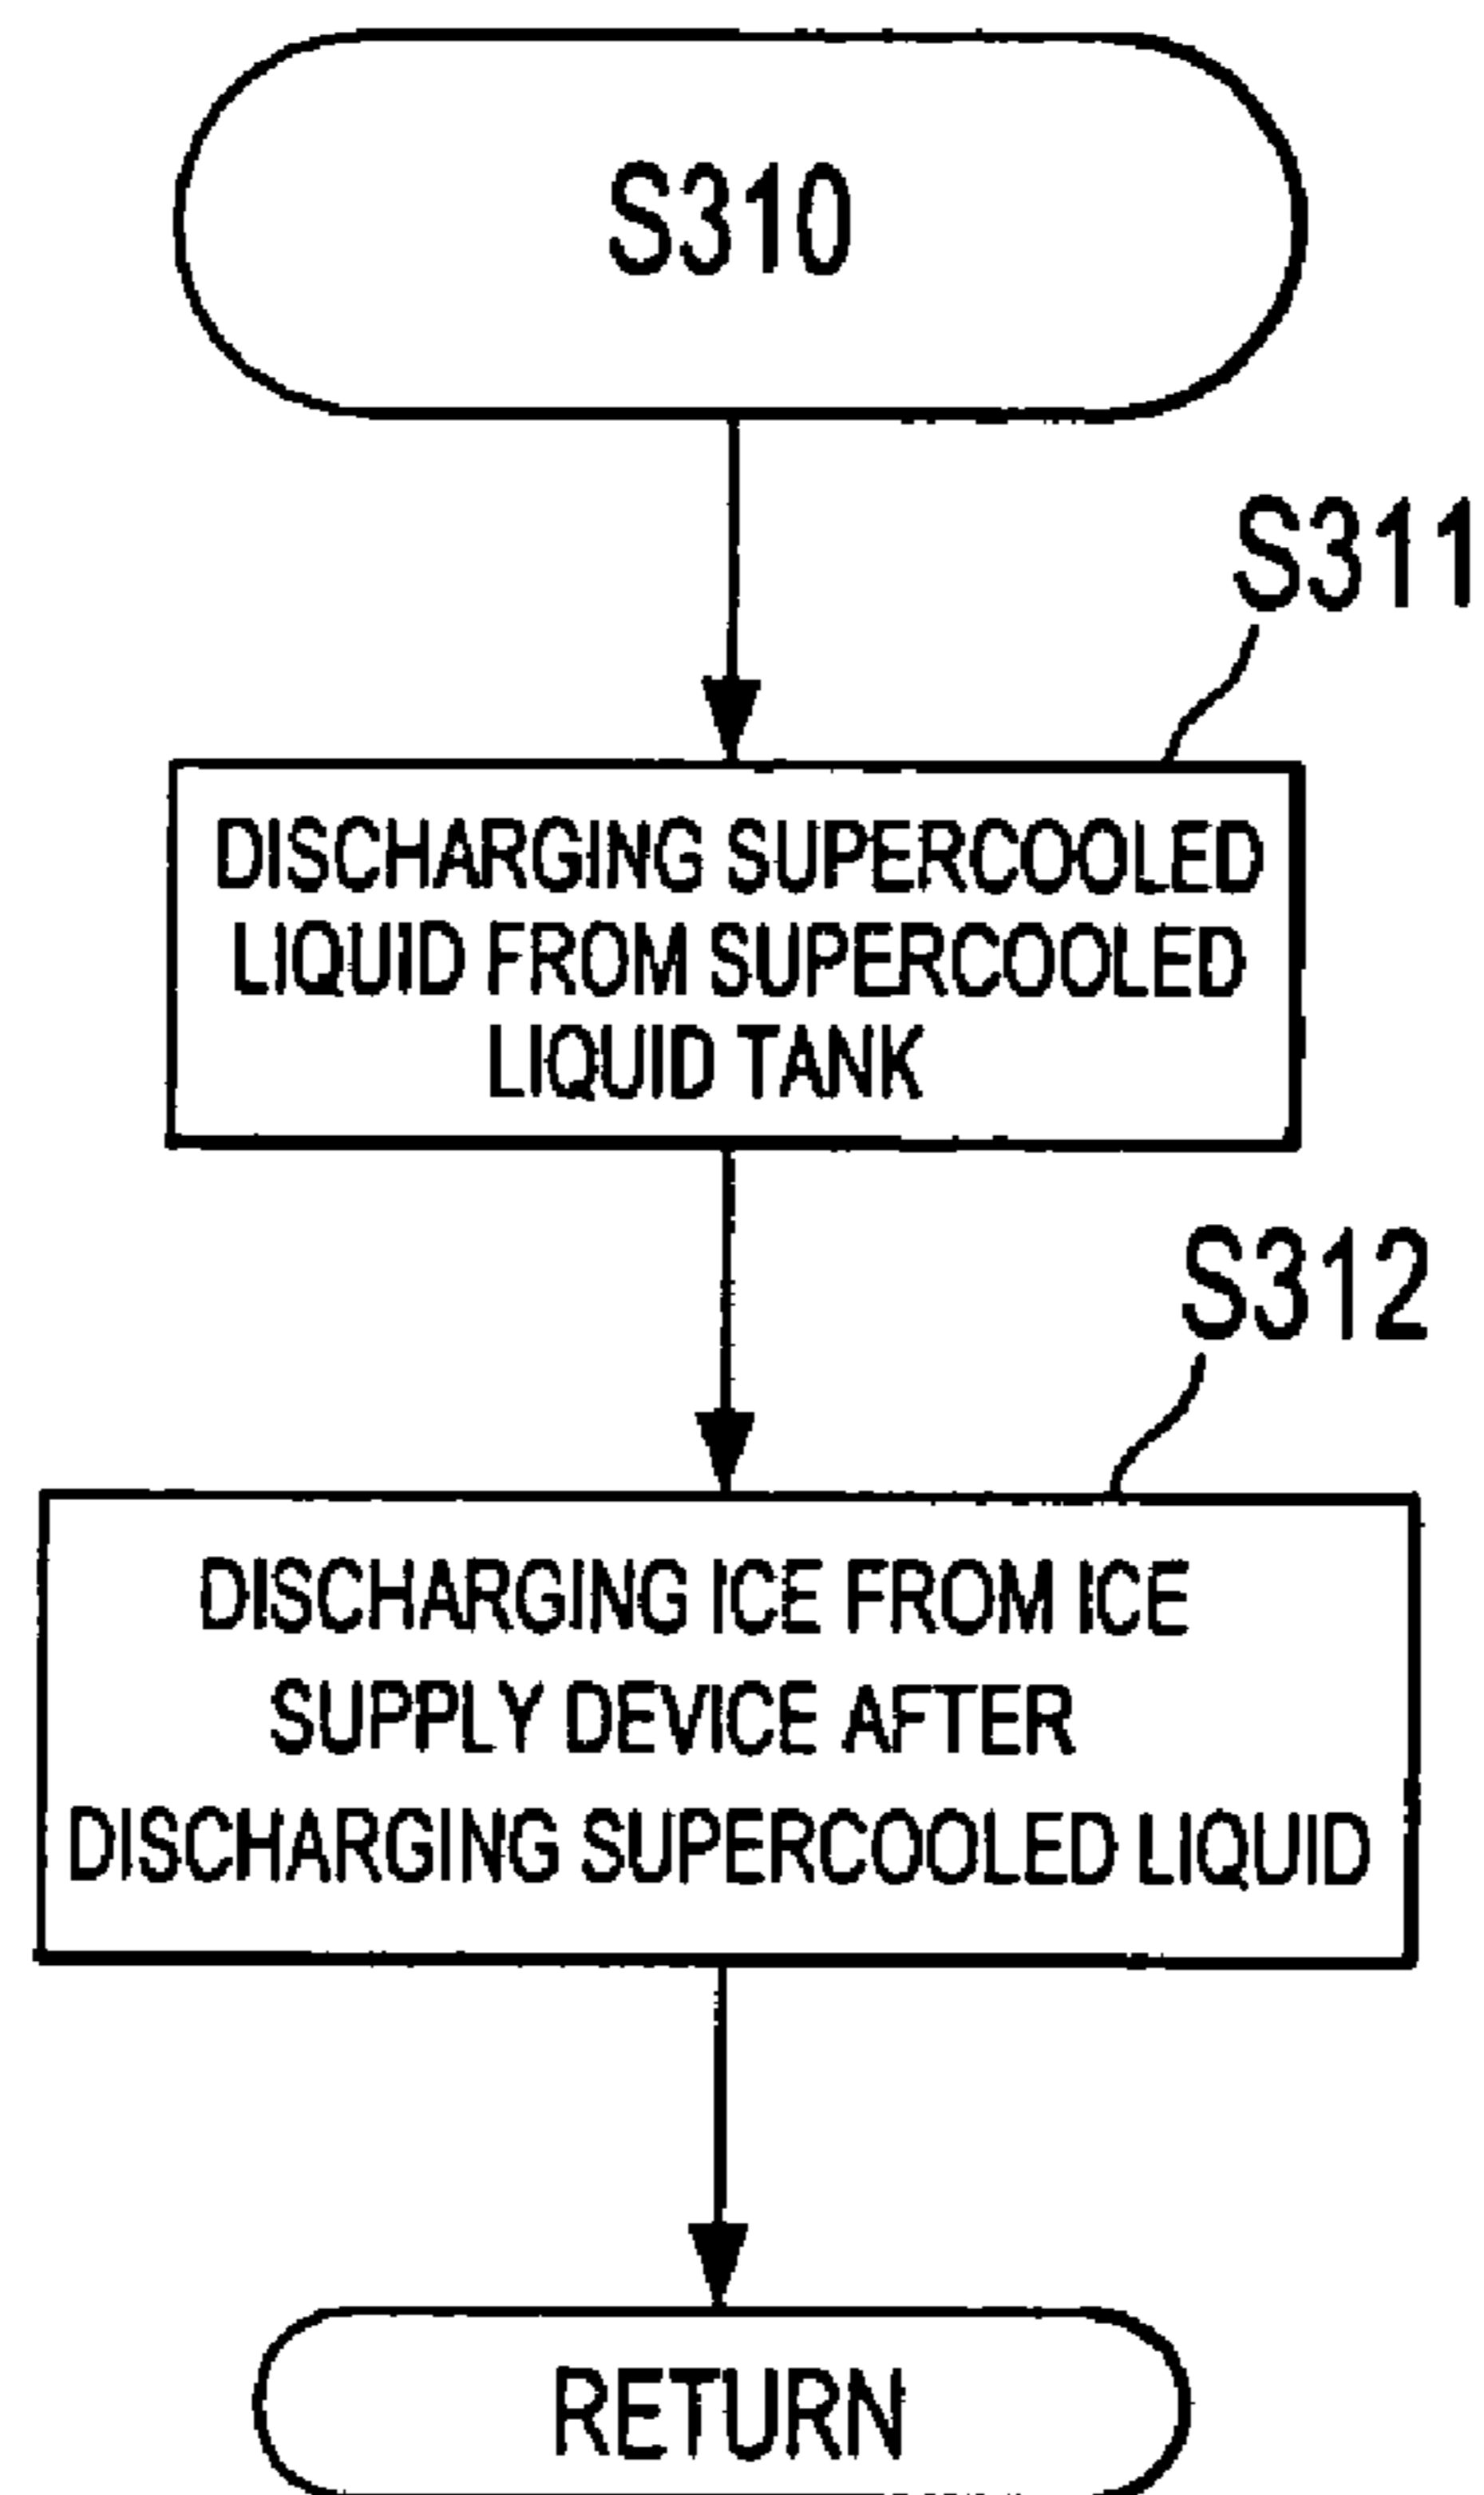 S310
S311
DISCHARGING SUPERCOOLED
LIQUID FROM SUPERCOOLED
LIQUID TANK
S312
DISCHARGING ICE FROM ICE
SUPPLY DEVICE AFTER
DISCHARGING SUPERCOOLED LIQUID
RETURN